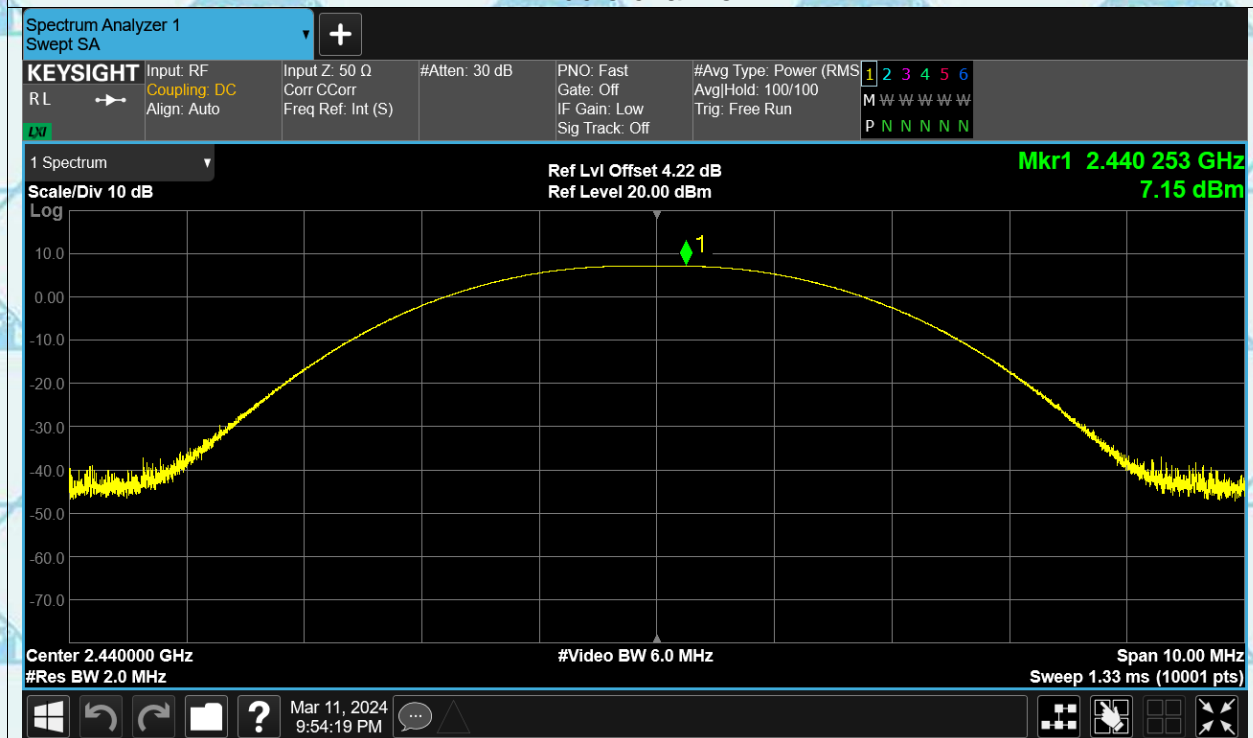 Spectrum Analyzer 1
Swept SA
+
KEYSIGHT
RL
LXI
Input: RF
Coupling: DC
Align: Auto
Input Z: 50 Ω
Corr CCorr
Freq Ref: Int (S)
#Atten: 30 dB
PNO: Fast
Gate: Off
IF Gain: Low
Sig Track: Off
#Avg Type: Power (RMS
Avg|Hold: 100/100
Trig: Free Run
1 2 3 4 5 6
M W W W W W
P N N N N N
1 Spectrum
Scale/Div 10 dB
Log
Ref Lvl Offset 4.22 dB
Ref Level 20.00 dBm
Mkr1 2.440 253 GHz
7.15 dBm
1
10.0
0.00
-10.0
-20.0
-30.0
-40.0
-50.0
-60.0
-70.0
Center 2.440000 GHz
#Res BW 2.0 MHz
#Video BW 6.0 MHz
Span 10.00 MHz
Sweep 1.33 ms (10001 pts)
?
Mar 11, 2024
9:54:19 PM